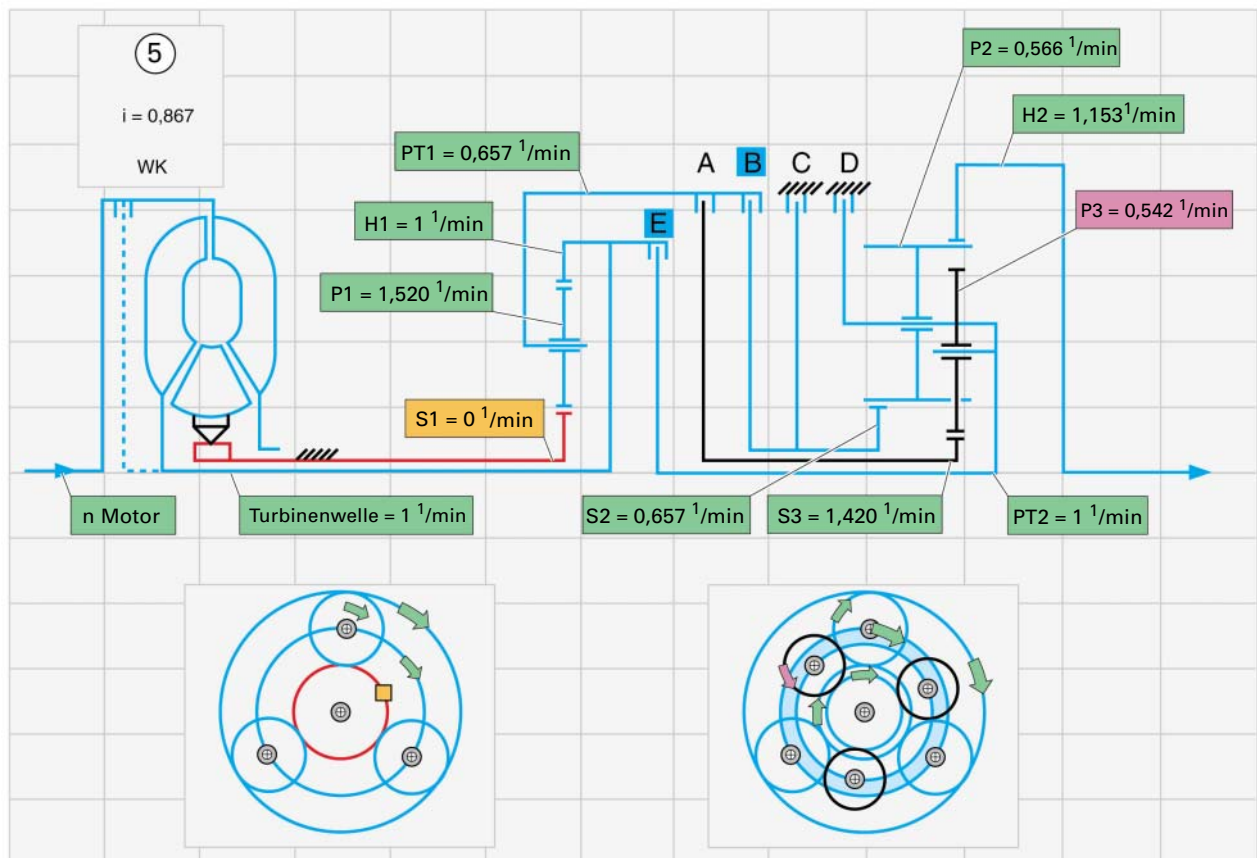 5
i = 0,867
WK
P2 = 0,566 ¹/min
H2 = 1,153¹/min
PT1 = 0,657 ¹/min
A B C D
H1 = 1 ¹/min
E
P3 = 0,542 ¹/min
P1 = 1,520 ¹/min
S1 = 0 ¹/min
n Motor
Turbinenwelle = 1 ¹/min
S2 = 0,657 ¹/min
S3 = 1,420 ¹/min
PT2 = 1 ¹/min